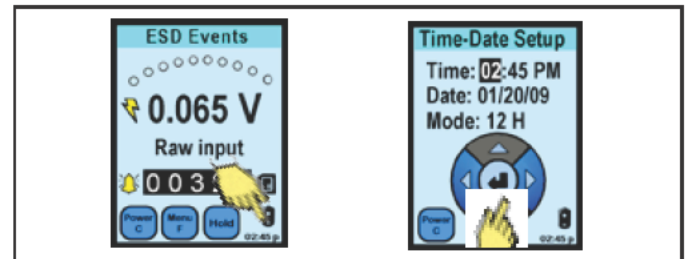 ESD Events
0.065 V
Raw input
003
Power C
Menu F
Hold
02:45 p
Time-Date Setup
Time: 02:45 PM
Date: 01/20/09
Mode: 12 H
Power C
02:45 p